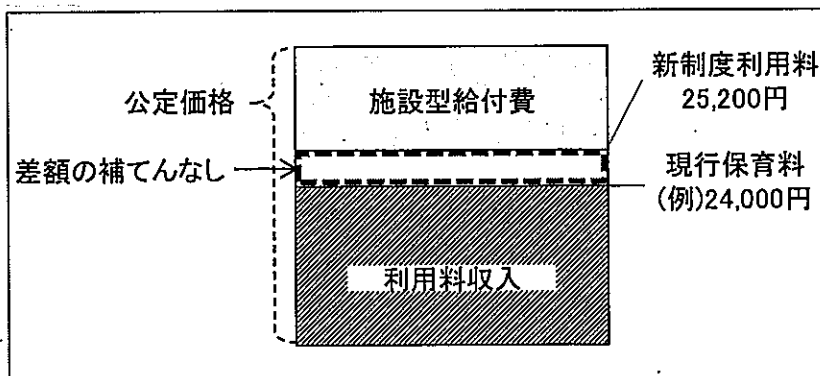 公定価格
施設型給付費
新制度利用料
25,200円
差額の補てんなし
現行保育料
(例)24,000円
利用料収入